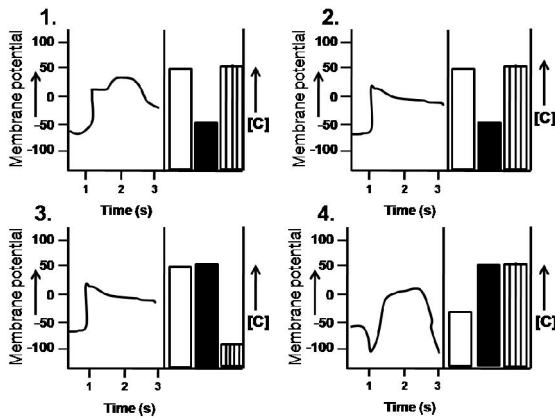 1.
Membrane potential
100
50
0
-50
-100
1 2 3
Time (s)
[C]
2.
Membrane potential
100
50
0
-50
-100
1 2 3
Time (s)
[C]
3.
Membrane potential
100
50
0
-50
-100
1 2 3
Time (s)
[C]
4.
Membrane potential
100
50
0
-50
-100
1 2 3
Time (s)
[C]